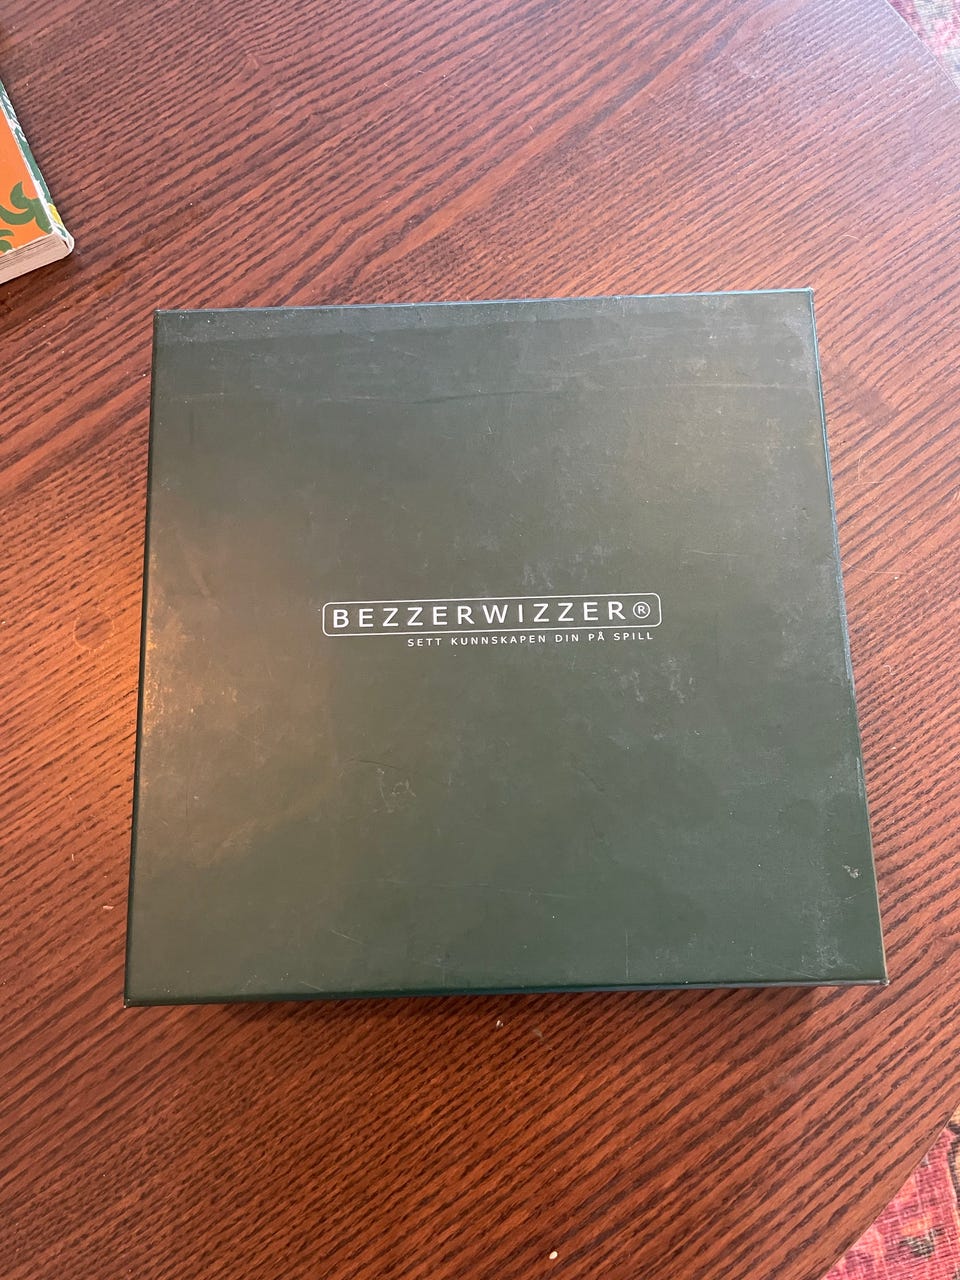 BEZZERWIZZER®
SETT KUNNSKAPEN DIN PÅ SPILL